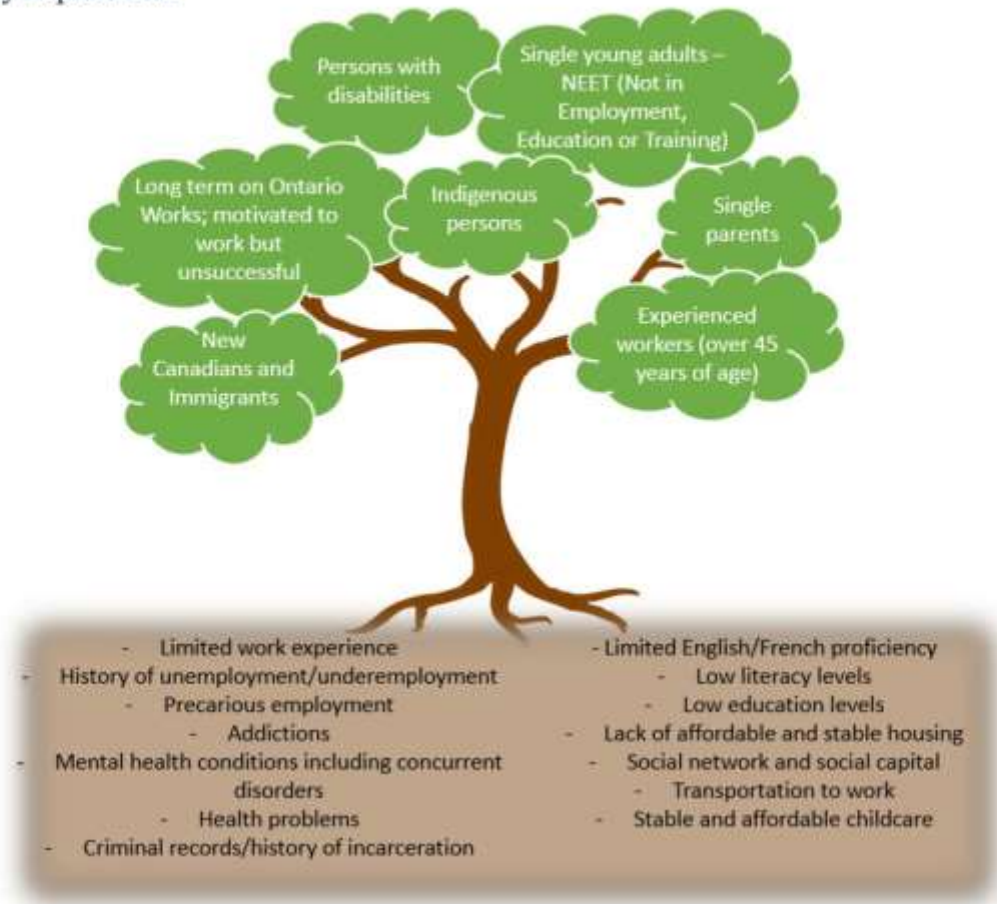 Persons with
disabilities
Single young adults –
NEET (Not in
Employment,
Education or Training)
Long term on Ontario
Works; motivated to
work but
unsuccessful
Indigenous
persons
Single
parents
New
Canadians and
Immigrants
Experienced
workers (over 45
years of age)
- Limited work experience
- History of unemployment/underemployment
- Precarious employment
- Addictions
- Mental health conditions including concurrent
disorders
- Health problems
- Criminal records/history of incarceration
- Limited English/French proficiency
- Low literacy levels
- Low education levels
- Lack of affordable and stable housing
- Social network and social capital
- Transportation to work
- Stable and affordable childcare